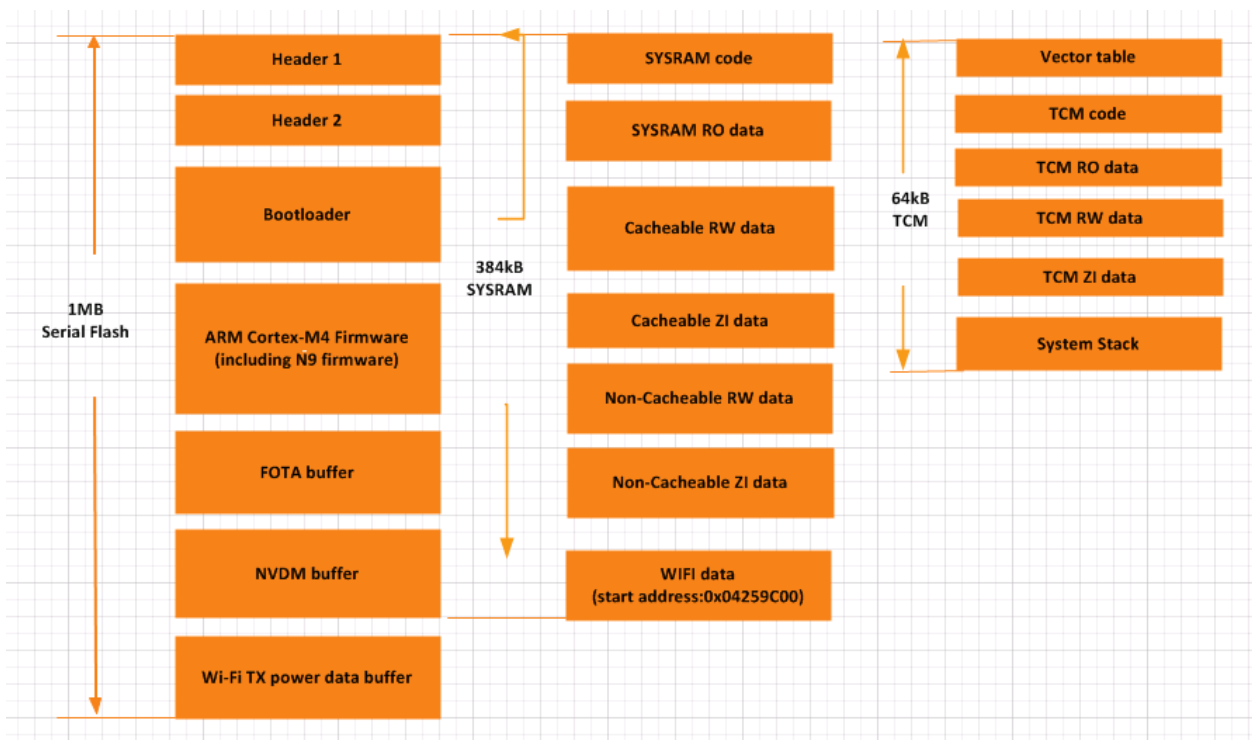 1MB
Serial Flash
Header 1
Header 2
Bootloader
ARM Cortex-M4 Firmware
(including N9 firmware)
FOTA buffer
NVDM buffer
Wi-Fi TX power data buffer
384kB
SYSRAM
SYSRAM code
SYSRAM RO data
Cacheable RW data
Cacheable ZI data
Non-Cacheable RW data
Non-Cacheable ZI data
WIFI data
(start address:0x04259C00)
64kB
TCM
Vector table
TCM code
TCM RO data
TCM RW data
TCM ZI data
System Stack